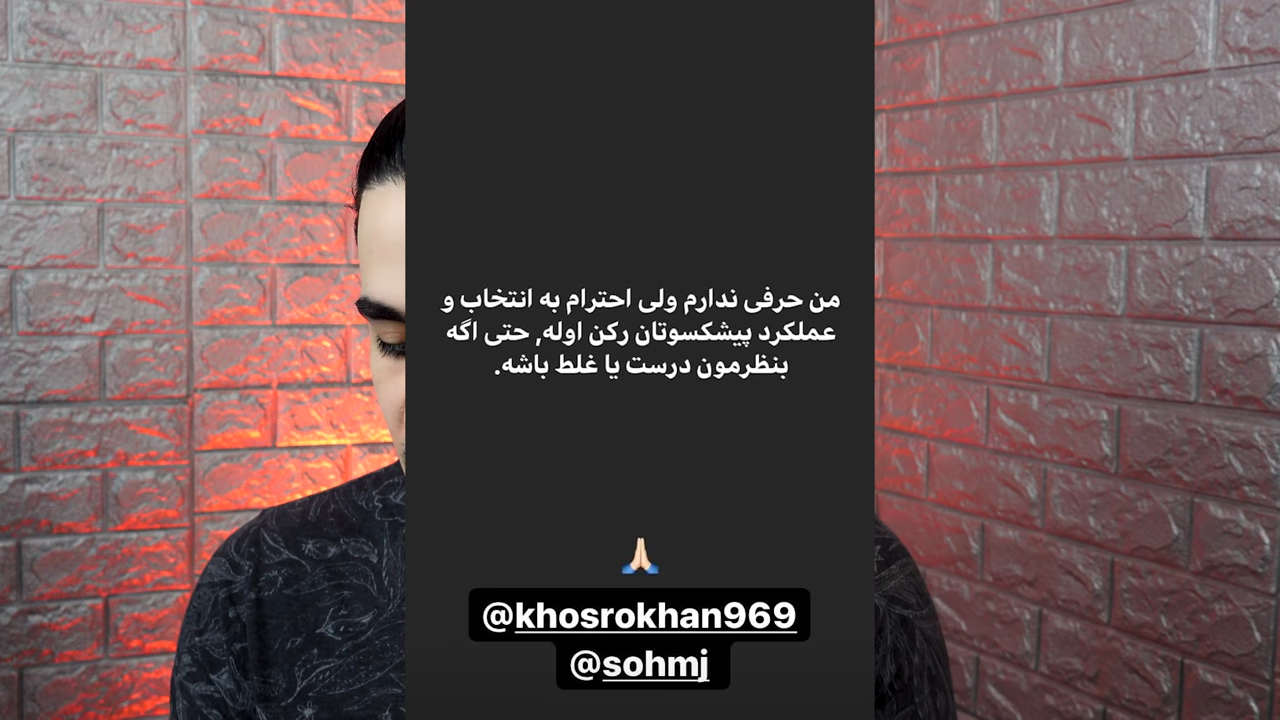 من حرفی ندارم ولی احترام به انتخاب و
عملکرد پیشکسوتان رکن اوله, حتی اگه
بنظرمون درست یا غلط باشه.
@khosrokhan969
@sohmj